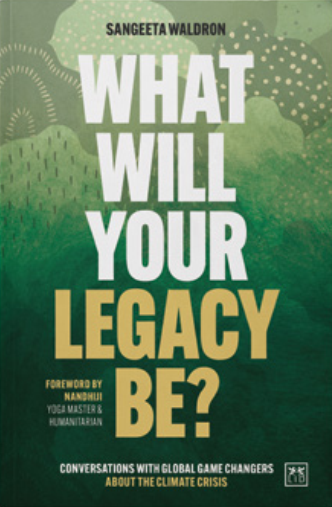 SANGEETA WALDRON
WHAT
WILL
YOUR
LEGACY
BE?
FOREWORD BY
NANDHIJI
YOGA MASTER &
HUMANITARIAN
CONVERSATIONS WITH GLOBAL GAME CHANGERS
ABOUT THE CLIMATE CRISIS
LID